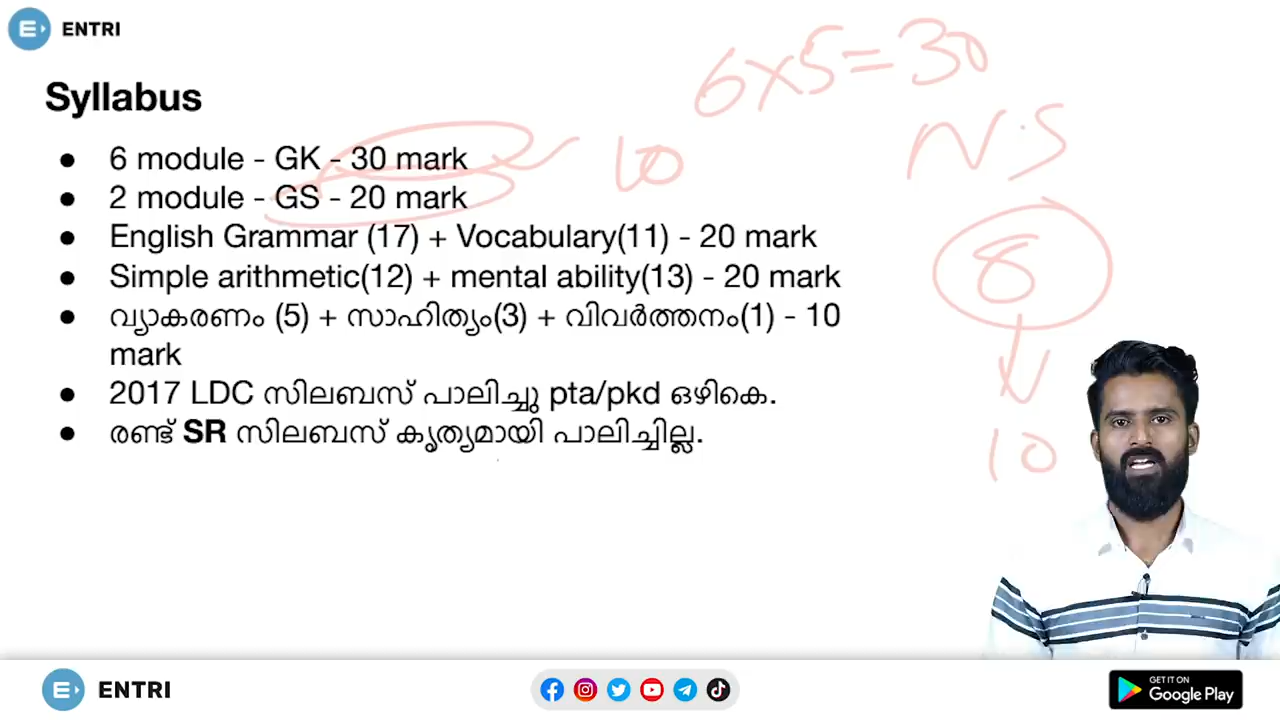 ENTRI
6x5=30
Syllabus
N.S
6 module - GK - 30 mark
10
2 module - GS - 20 mark
English Grammar (17) + Vocabulary(11) - 20 mark
8
Simple arithmetic(12) + mental ability(13) - 20 mark
വ്യാകരണം (5) + സാഹിത്യം(3) + വിവർത്തനം(1) - 10
mark
2017 LDC സിലബസ് പാലിച്ചു pta/pkd ഒഴികെ.
രണ്ട് SR സിലബസ് കൃത്യമായി പാലിച്ചില്ല.
10
ENTRI
GET IT ON
Google Play